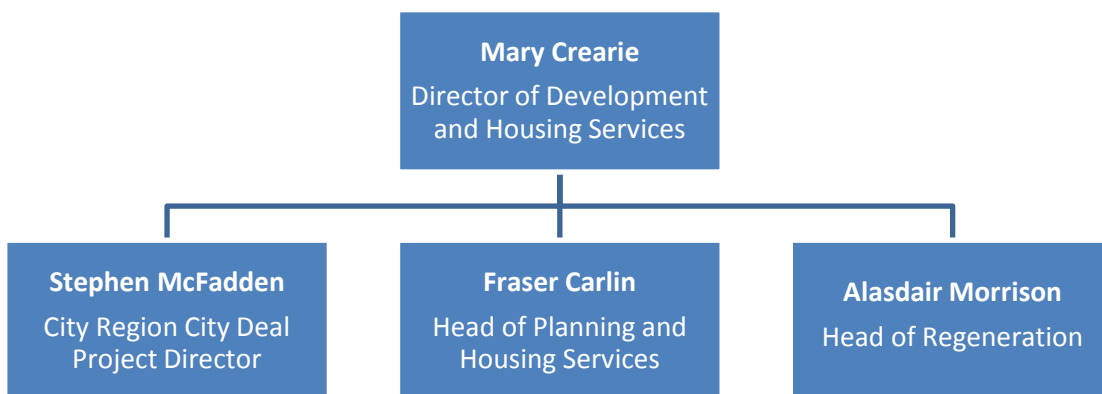 Mary Crearie
Director of Development
and Housing Services
Stephen McFadden
City Region City Deal
Project Director
Fraser Carlin
Head of Planning and
Housing Services
Alasdair Morrison
Head of Regeneration